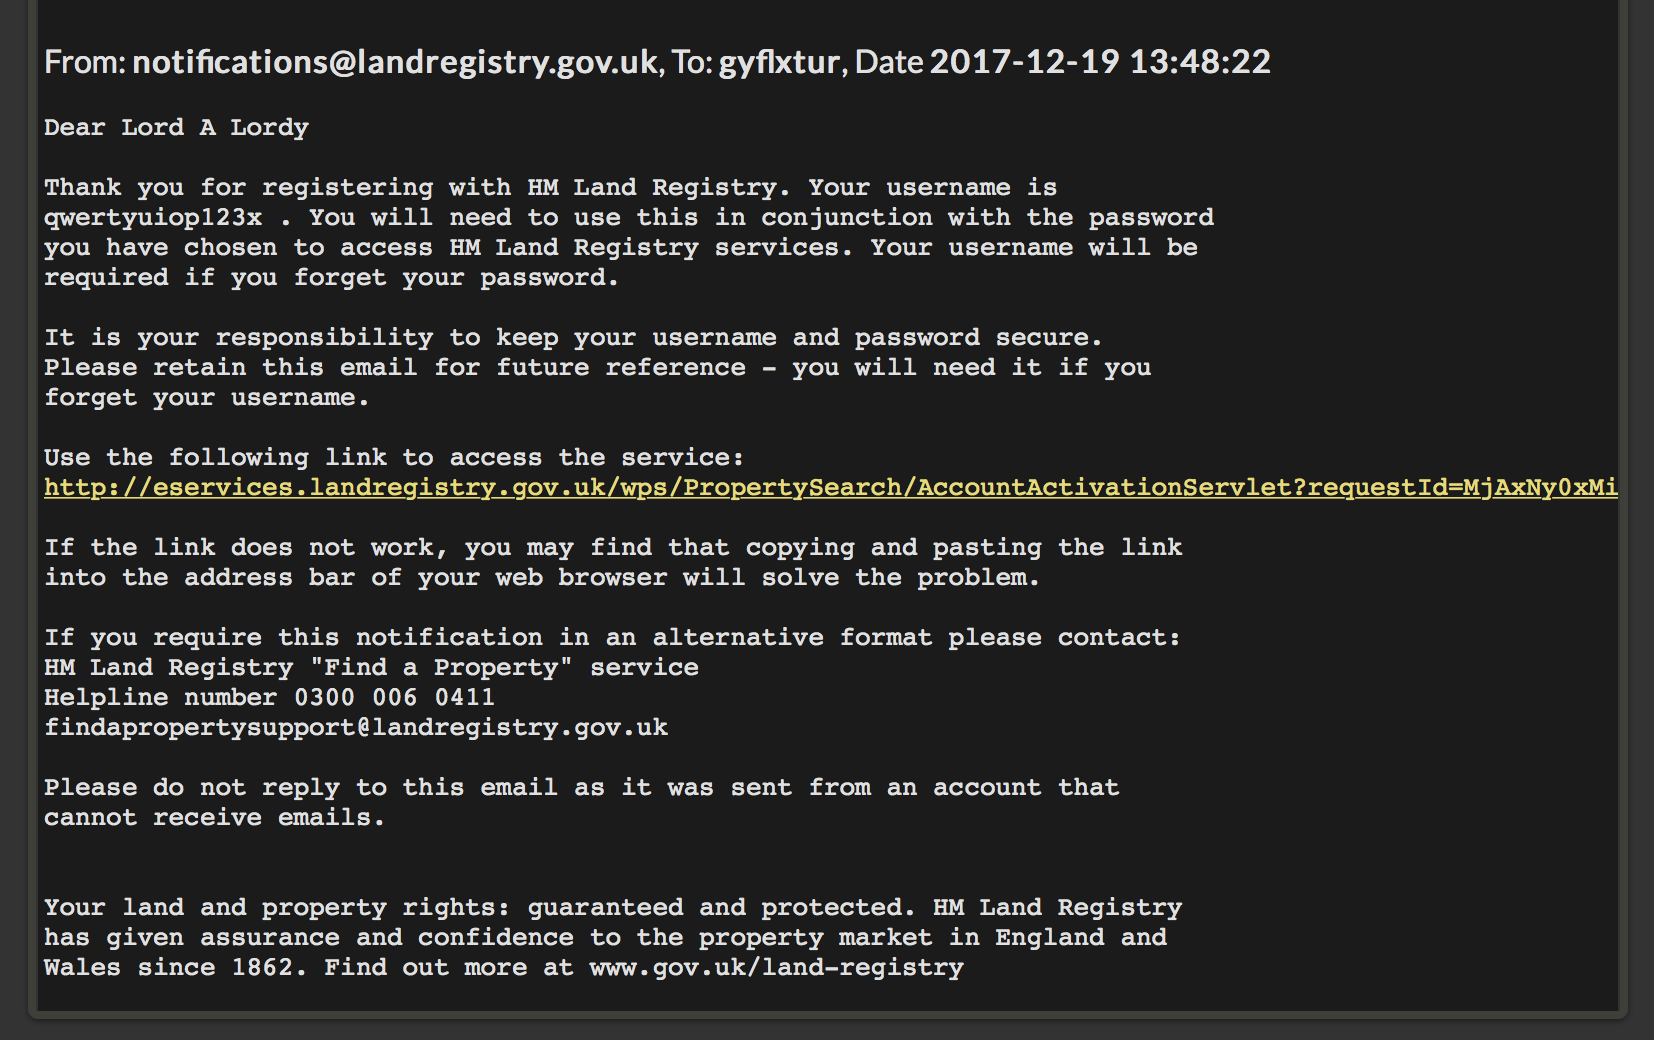 From: notifications@landregistry.gov.uk, To: gyflxtur, Date 2017-12-19 13:48:22
Dear Lord A Lordy
Thank you for registering with HM Land Registry. Your username is
qwertyuiop123x . You will need to use this in conjunction with the password
you have chosen to access HM Land Registry services. Your username will be
required if you forget your password.
It is your responsibility to keep your username and password secure.
Please retain this email for future reference - you will need it if you
forget your username.
Use the following link to access the service:
http://eservices.landregistry.gov.uk/wps/PropertySearch/AccountActivationServlet?requestId=MjAxNy0xMi
If the link does not work, you may find that copying and pasting the link
into the address bar of your web browser will solve the problem.
If you require this notification in an alternative format please contact:
HM Land Registry "Find a Property" service
Helpline number 0300 006 0411
findapropertysupport@landregistry.gov.uk
Please do not reply to this email as it was sent from an account that
cannot receive emails.
Your land and property rights: guaranteed and protected. HM Land Registry
has given assurance and confidence to the property market in England and
Wales since 1862. Find out more at www.gov.uk/land-registry